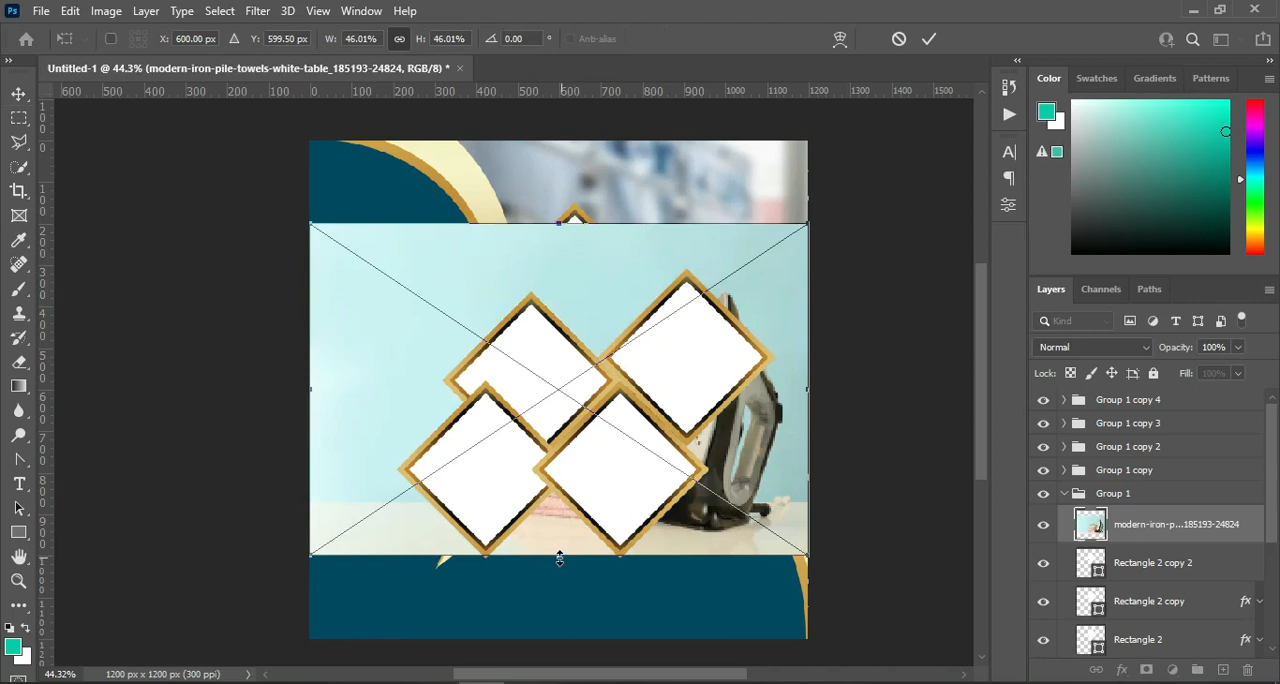 Ps File Edit Image Layer Type Select Filter 3D View Window Help
X: 600.00 px Y: 599.50 px W: 46.01% H: 46.01% 0.00 ° Anti-alias
Untitled-1 @ 44.3% (modern-iron-pile-towels-white-table_185193-24824, RGB/8) *
600 500 400 300 200 100 0 100 200 300 400 500 600 700 800 900 1000 1100 1200 1300 1400 1500
Color Swatches Gradients Patterns
Layers Channels Paths
Kind
Normal Opacity: 100%
Lock: Fill: 100%
Group 1 copy 4
Group 1 copy 3
Group 1 copy 2
Group 1 copy
Group 1
modern-iron-p...185193-24824
Rectangle 2 copy 2
Rectangle 2 copy fx
Rectangle 2 fx
44.32% 1200 px x 1200 px (300 ppi)